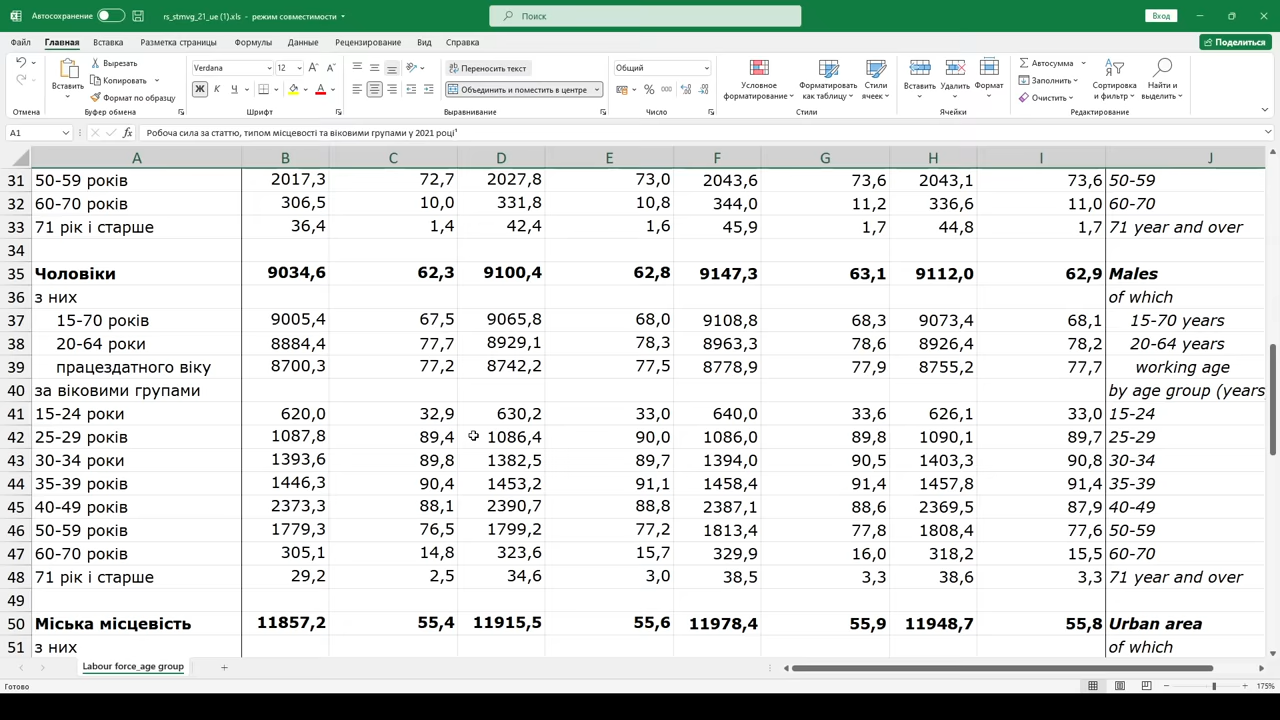 Автосохранение rs_stmvg_21_ue (1).xls - режим совместимости Поиск Вход
Файл Главная Вставка Разметка страницы Формулы Данные Рецензирование Вид Справка Поделиться
Вставить Вырезать Verdana 12 Переносить текст Общий Условное форматирование Форматировать как таблицу Стили ячеек Вставить Удалить Формат Автосумма Сортировка и фильтр Найти и выделить
Копировать Заполнить
Формат по образцу Ж К Ч Объединить и поместить в центре Очистить
Отмена Буфер обмена Шрифт Выравнивание Число Стили Ячейки Редактирование
A1 fx Робоча сила за статтю, типом місцевості та віковими групами у 2021 році¹
A B C D E F G H I J
31 50-59 років 2017,3 72,7 2027,8 73,0 2043,6 73,6 2043,1 73,6 50-59
32 60-70 років 306,5 10,0 331,8 10,8 344,0 11,2 336,6 11,0 60-70
33 71 рік і старше 36,4 1,4 42,4 1,6 45,9 1,7 44,8 1,7 71 year and over
34
35 Чоловіки 9034,6 62,3 9100,4 62,8 9147,3 63,1 9112,0 62,9 Males
36 з них of which
37 15-70 років 9005,4 67,5 9065,8 68,0 9108,8 68,3 9073,4 68,1 15-70 years
38 20-64 роки 8884,4 77,7 8929,1 78,3 8963,3 78,6 8926,4 78,2 20-64 years
39 працездатного віку 8700,3 77,2 8742,2 77,5 8778,9 77,9 8755,2 77,7 working age
40 за віковими групами by age group (years
41 15-24 роки 620,0 32,9 630,2 33,0 640,0 33,6 626,1 33,0 15-24
42 25-29 років 1087,8 89,4 1086,4 90,0 1086,0 89,8 1090,1 89,7 25-29
43 30-34 роки 1393,6 89,8 1382,5 89,7 1394,0 90,5 1403,3 90,8 30-34
44 35-39 років 1446,3 90,4 1453,2 91,1 1458,4 91,4 1457,8 91,4 35-39
45 40-49 років 2373,3 88,1 2390,7 88,8 2387,1 88,6 2369,5 87,9 40-49
46 50-59 років 1779,3 76,5 1799,2 77,2 1813,4 77,8 1808,4 77,6 50-59
47 60-70 років 305,1 14,8 323,6 15,7 329,9 16,0 318,2 15,5 60-70
48 71 рік і старше 29,2 2,5 34,6 3,0 38,5 3,3 38,6 3,3 71 year and over
49
50 Міська місцевість 11857,2 55,4 11915,5 55,6 11978,4 55,9 11948,7 55,8 Urban area
51 з них of which
Labour force_age group
Готово 175%